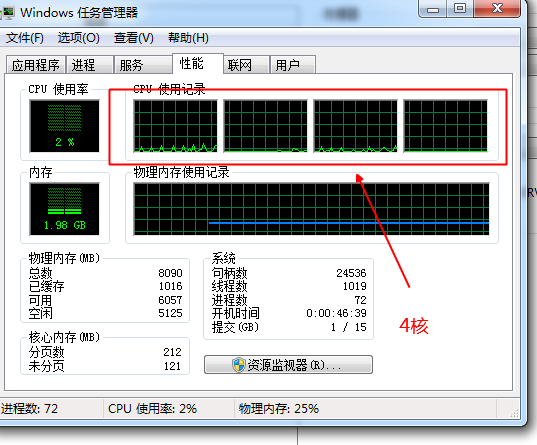 Windows 任务管理器
文件(F) 选项(O) 查看(V) 帮助(H)
应用程序 进程 服务 性能 联网 用户
CPU 使用率 CPU 使用记录
2 %
内存 物理内存使用记录
1.98 GB
物理内存(MB) 系统
总数 8090 句柄数 24536
已缓存 1016 线程数 1019
可用 6057 进程数 72
空闲 5125 开机时间 0:00:46:39
提交(GB) 1 / 15
4核
核心内存(MB)
分页数 212
未分页 121
资源监视器(R)...
进程数: 72 CPU 使用率: 2% 物理内存: 25%